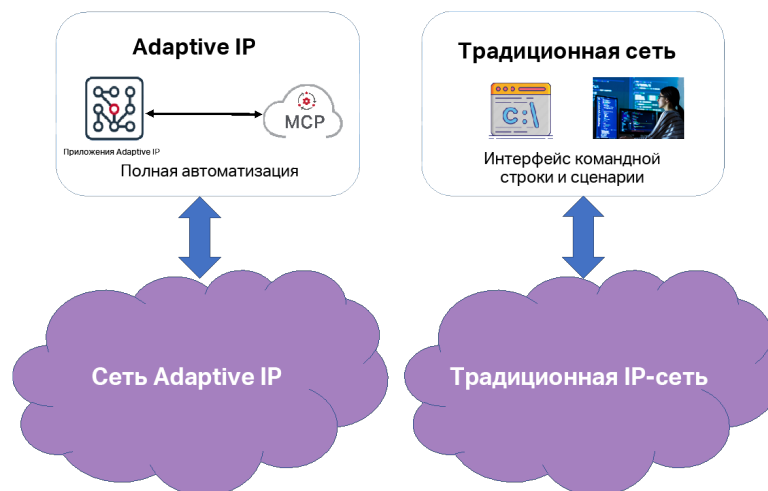 Adaptive IP
MCP
Приложения Adaptive IP
Полная автоматизация
Традиционная сеть
C:\
Интерфейс командной
строки и сценарии
Сеть Adaptive IP
Традиционная IP-сеть